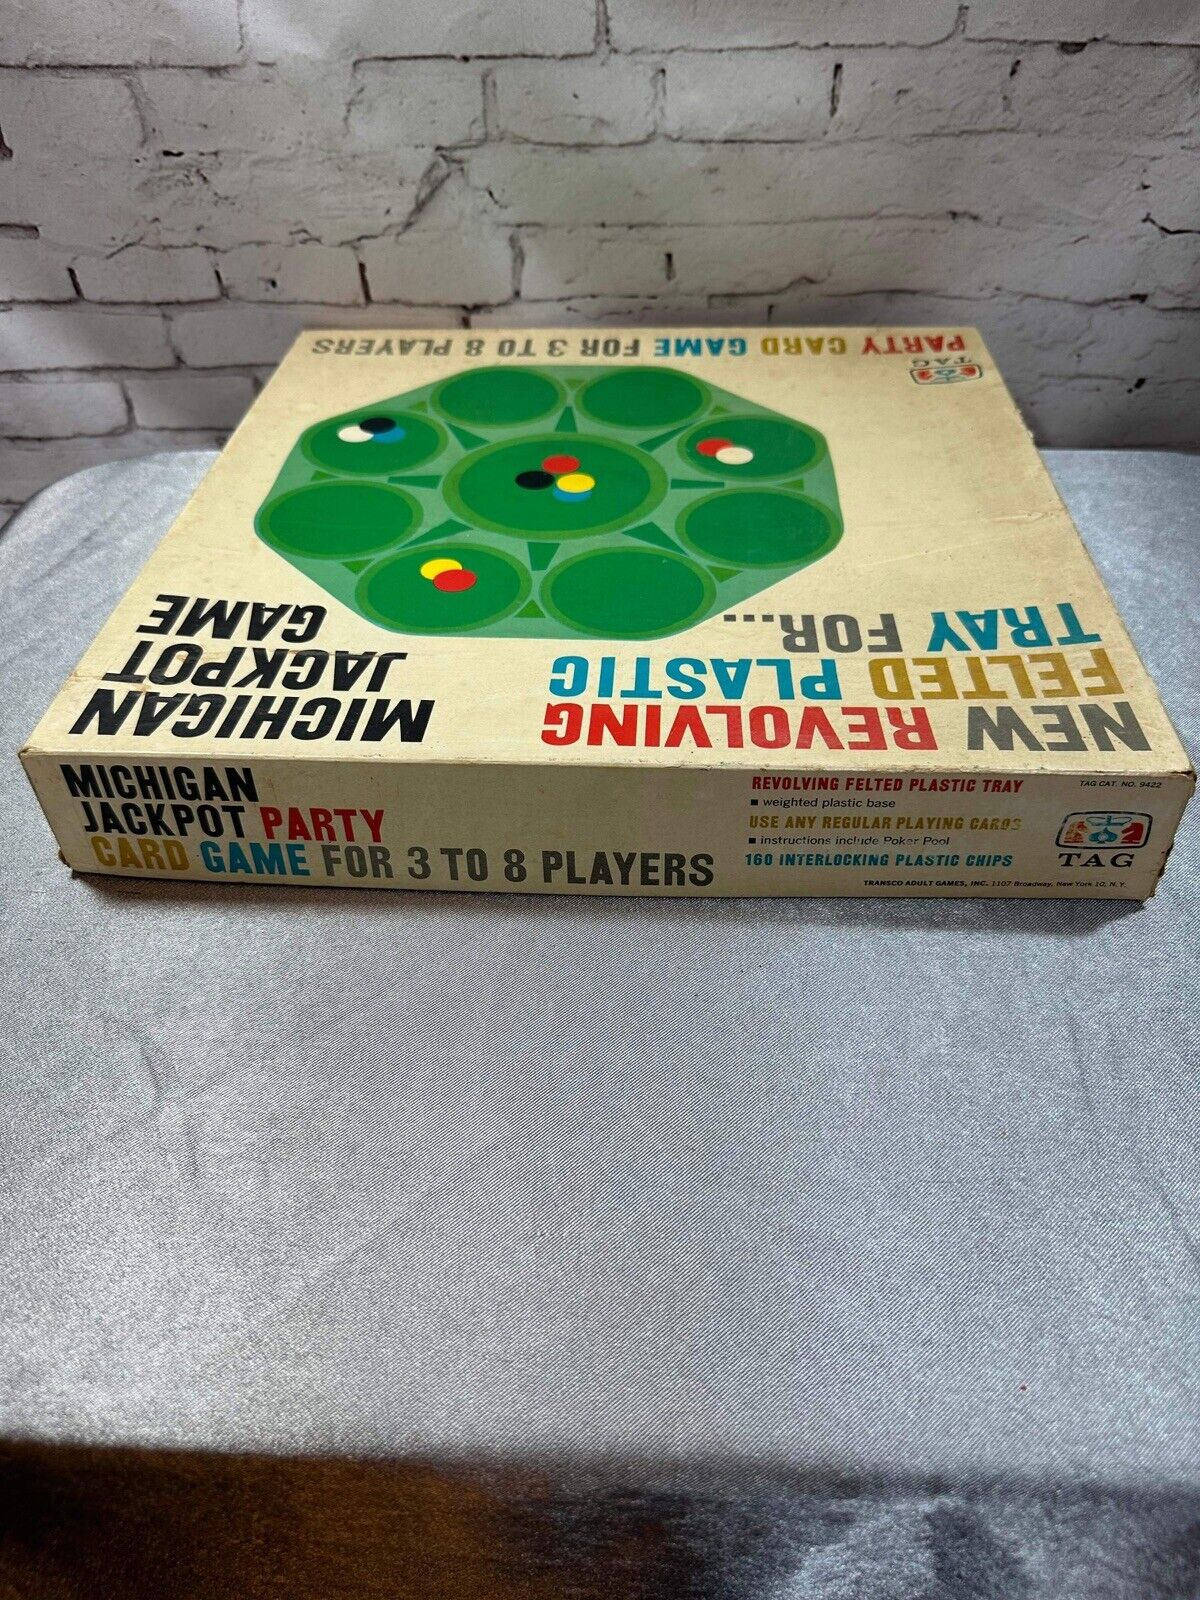 PARTY CARD GAME FOR 3 TO 8 PLAYERS
TAG
NEW REVOLVING
FELTED PLASTIC
TRAY FOR...
MICHIGAN
JACKPOT
GAME
MICHIGAN
JACKPOT PARTY
CARD GAME FOR 3 TO 8 PLAYERS
REVOLVING FELTED PLASTIC TRAY
■ weighted plastic base
USE ANY REGULAR PLAYING CARDS
■ instructions include Poker Pool
160 INTERLOCKING PLASTIC CHIPS
TAG CAT. NO. 9422
TAG
TRANSCO ADULT GAMES, INC. 1107 Broadway, New York 10, N.Y.